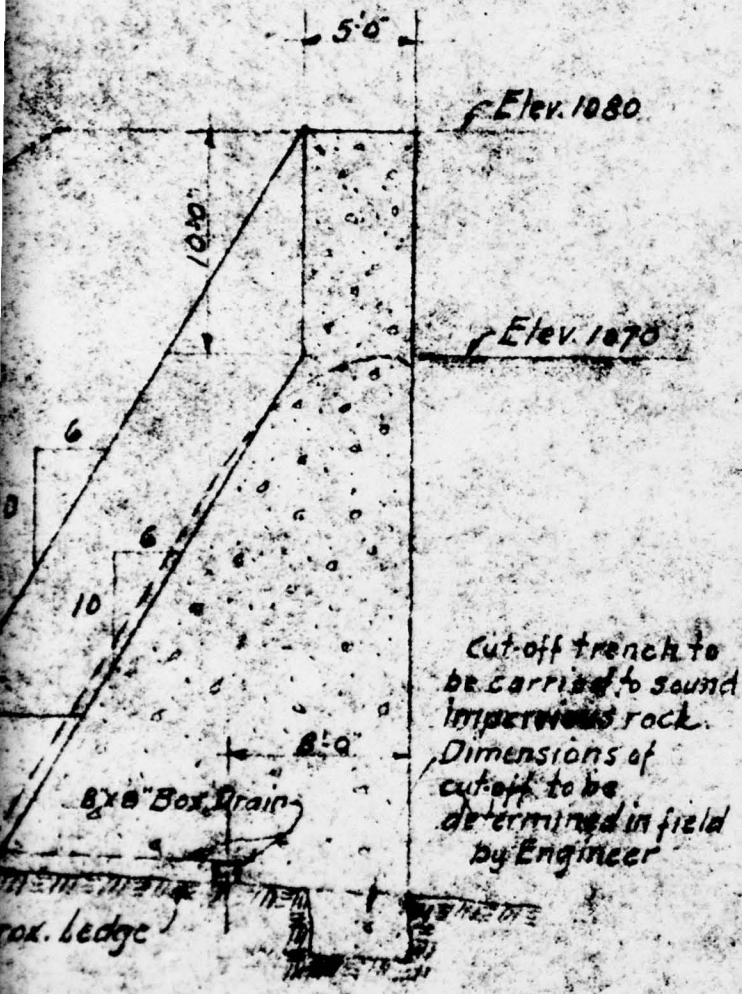 5'-0"
Elev. 1080
10'-0"
Elev. 1070
6
0
6
10
Cut-off trench to
be carried to sound
impervious rock.
Dimensions of
cut-off to be
determined in field
by Engineer
8'-0"
8"x8" Box Drain
rox. Ledge